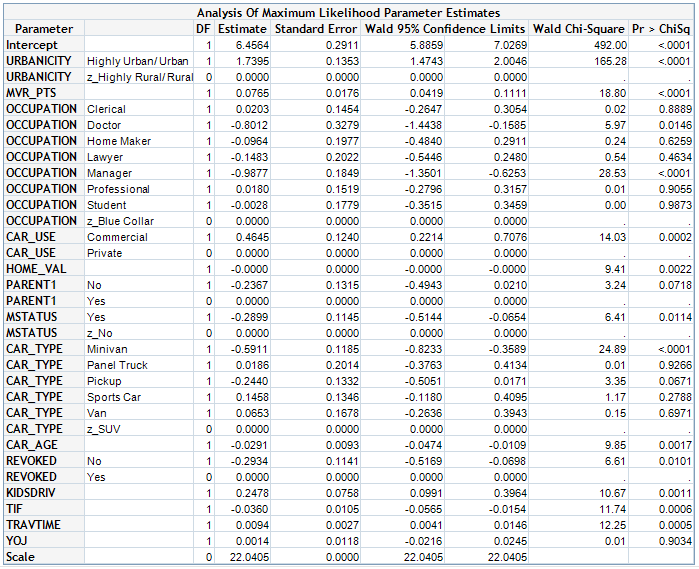 Analysis Of Maximum Likelihood Parameter Estimates
Parameter DF Estimate Standard Error Wald 95% Confidence Limits Wald Chi-Square Pr > ChiSq
Intercept 1 6.4564 0.2911 5.8859 7.0269 492.00 <.0001
URBANICITY Highly Urban/ Urban 1 1.7395 0.1353 1.4743 2.0046 165.28 <.0001
URBANICITY z_Highly Rural/ Rural 0 0.0000 0.0000 0.0000 0.0000 . .
MVR_PTS 1 0.0765 0.0176 0.0419 0.1111 18.80 <.0001
OCCUPATION Clerical 1 0.0203 0.1454 -0.2647 0.3054 0.02 0.8889
OCCUPATION Doctor 1 -0.8012 0.3279 -1.4438 -0.1585 5.97 0.0146
OCCUPATION Home Maker 1 -0.0964 0.1977 -0.4840 0.2911 0.24 0.6259
OCCUPATION Lawyer 1 -0.1483 0.2022 -0.5446 0.2480 0.54 0.4634
OCCUPATION Manager 1 -0.9877 0.1849 -1.3501 -0.6253 28.53 <.0001
OCCUPATION Professional 1 0.0180 0.1519 -0.2796 0.3157 0.01 0.9055
OCCUPATION Student 1 -0.0028 0.1779 -0.3515 0.3459 0.00 0.9873
OCCUPATION z_Blue Collar 0 0.0000 0.0000 0.0000 0.0000 . .
CAR_USE Commercial 1 0.4645 0.1240 0.2214 0.7076 14.03 0.0002
CAR_USE Private 0 0.0000 0.0000 0.0000 0.0000 . .
HOME_VAL 1 -0.0000 0.0000 -0.0000 -0.0000 9.41 0.0022
PARENT1 No 1 -0.2367 0.1315 -0.4943 0.0210 3.24 0.0718
PARENT1 Yes 0 0.0000 0.0000 0.0000 0.0000 . .
MSTATUS Yes 1 -0.2899 0.1145 -0.5144 -0.0654 6.41 0.0114
MSTATUS z_No 0 0.0000 0.0000 0.0000 0.0000 . .
CAR_TYPE Minivan 1 -0.5911 0.1185 -0.8233 -0.3589 24.89 <.0001
CAR_TYPE Panel Truck 1 0.0186 0.2014 -0.3763 0.4134 0.01 0.9266
CAR_TYPE Pickup 1 -0.2440 0.1332 -0.5051 0.0171 3.35 0.0671
CAR_TYPE Sports Car 1 0.1458 0.1346 -0.1180 0.4095 1.17 0.2788
CAR_TYPE Van 1 0.0653 0.1678 -0.2636 0.3943 0.15 0.6971
CAR_TYPE z_SUV 0 0.0000 0.0000 0.0000 0.0000 . .
CAR_AGE 1 -0.0291 0.0093 -0.0474 -0.0109 9.85 0.0017
REVOKED No 1 -0.2934 0.1141 -0.5169 -0.0698 6.61 0.0101
REVOKED Yes 0 0.0000 0.0000 0.0000 0.0000 . .
KIDSDRIV 1 0.2478 0.0758 0.0991 0.3964 10.67 0.0011
TIF 1 -0.0360 0.0105 -0.0565 -0.0154 11.74 0.0006
TRAVTIME 1 0.0094 0.0027 0.0041 0.0146 12.25 0.0005
YOJ 1 0.0014 0.0118 -0.0216 0.0245 0.01 0.9034
Scale 0 22.0405 0.0000 22.0405 22.0405